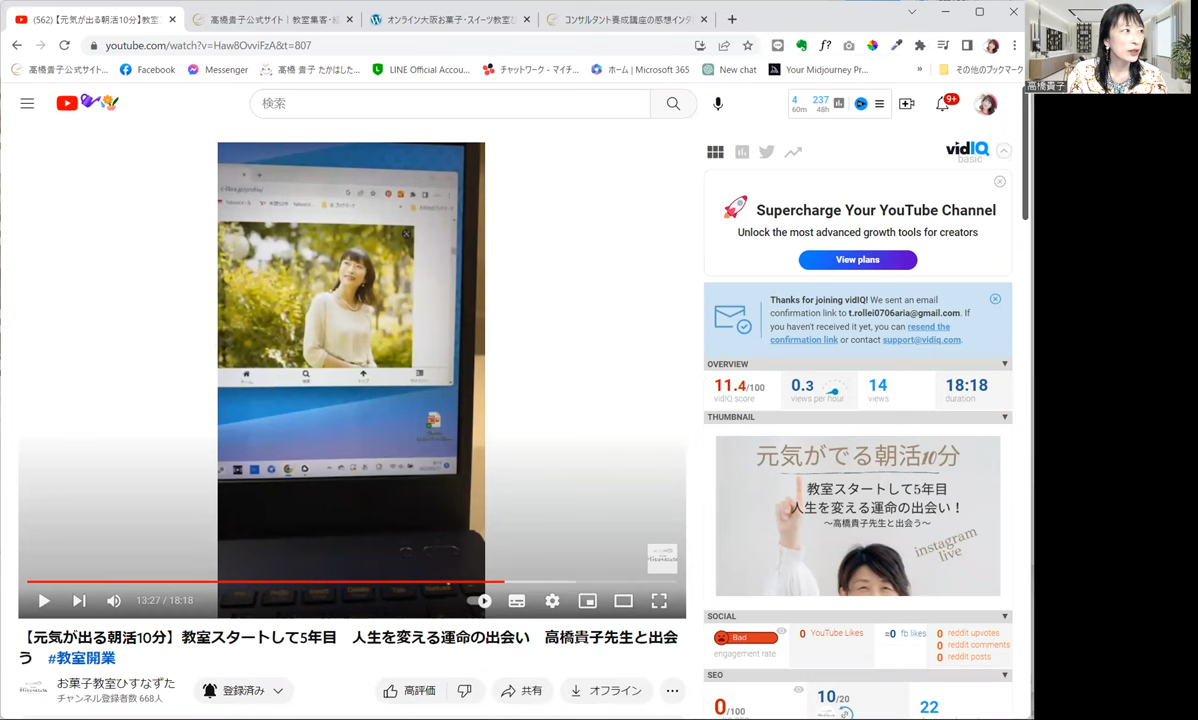 (562) 【元気が出る朝活10分】教室
高橋貴子公式サイト｜教室集客・
オンライン大阪お菓子・スイーツ教室ひ
コンサルタント養成講座の感想インタ
youtube.com/watch?v=Haw8OvviFzA&t=807
高橋貴子公式サイト...
Facebook
Messenger
高橋 貴子 たかはした...
LINE Official Accou...
チャットワーク - マイチ...
ホーム | Microsoft 365
New chat
Your Midjourney Pr...
»
その他のブックマーク
高橋貴子
検索
4
60m
237
48h
9+
vidIQ
basic
Supercharge Your YouTube Channel
Unlock the most advanced growth tools for creators
View plans
Thanks for joining vidIQ! We sent an email
confirmation link to t.rollei0706aria@gmail.com. If
you haven't received it yet, you can resend the
confirmation link or contact support@vidiq.com.
OVERVIEW
11.4/100
vidIQ score
0.3
views per hour
14
views
18:18
duration
THUMBNAIL
元気がでる朝活10分
教室スタートして5年目
人生を変える運命の出会い！
～高橋貴子先生と出会う～
instagram
live
SOCIAL
Bad
engagement rate
0 YouTube Likes
≈0 fb likes
0 reddit upvotes
0 reddit comments
0 reddit posts
SEO
0/100
10/20
22
13:27 / 18:18
【元気が出る朝活10分】教室スタートして5年目　人生を変える運命の出会い　高橋貴子先生と出会
う　#教室開業
お菓子教室ひすなずた
チャンネル登録者数 668人
登録済み
高評価
共有
オフライン